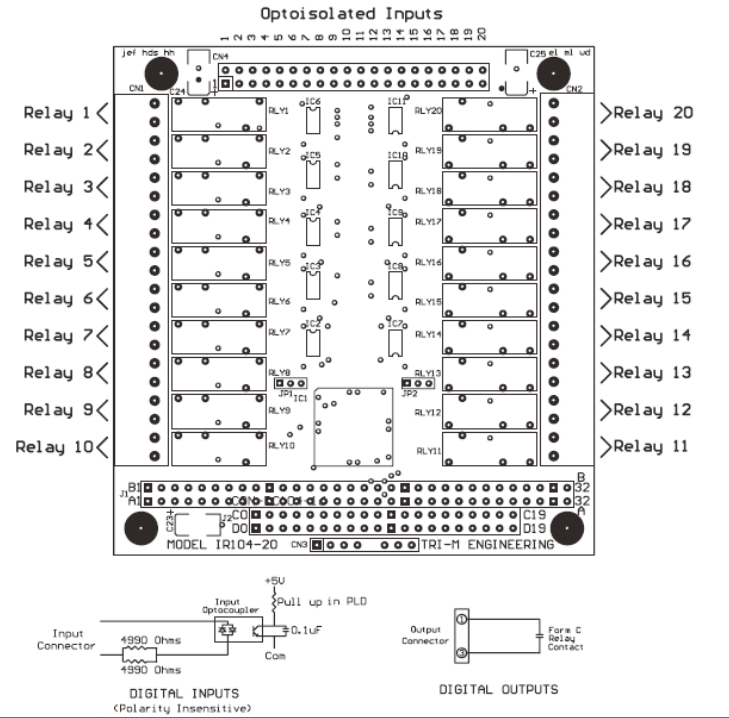 Optoisolated Inputs
1 2 3 4 5 6 7 8 9 10 11 12 13 14 15 16 17 18 19 20
jef hds hh
CN4
C25 el ml wd
CN1
C24
1
CN2
Relay 1
RLY1
IC6
IC11
RLY20
Relay 20
Relay 2
RLY2
IC5
IC10
RLY19
Relay 19
Relay 3
RLY3
RLY18
Relay 18
Relay 4
RLY4
IC4
IC9
RLY17
Relay 17
Relay 5
RLY5
IC3
IC8
RLY16
Relay 16
Relay 6
RLY6
RLY15
Relay 15
Relay 7
RLY7
IC2
IC7
RLY14
Relay 14
Relay 8
RLY8
RLY13
Relay 13
JP1
IC1
JP2
Relay 9
RLY9
RLY12
Relay 12
Relay 10
RLY10
RLY11
Relay 11
J1
B1
B
32
A1
32
A
C0
C19
C23+
J2
D0
D19
MODEL IR104-20
CN3
TRI-M ENGINEERING
+5V
Pull up in PLD
Input
Optocoupler
0.1uF
Com
Input
Connector
4990 Ohms
4990 Ohms
DIGITAL INPUTS
(Polarity Insensitive)
Output
Connector
1
3
Form C
Relay
Contact
DIGITAL OUTPUTS